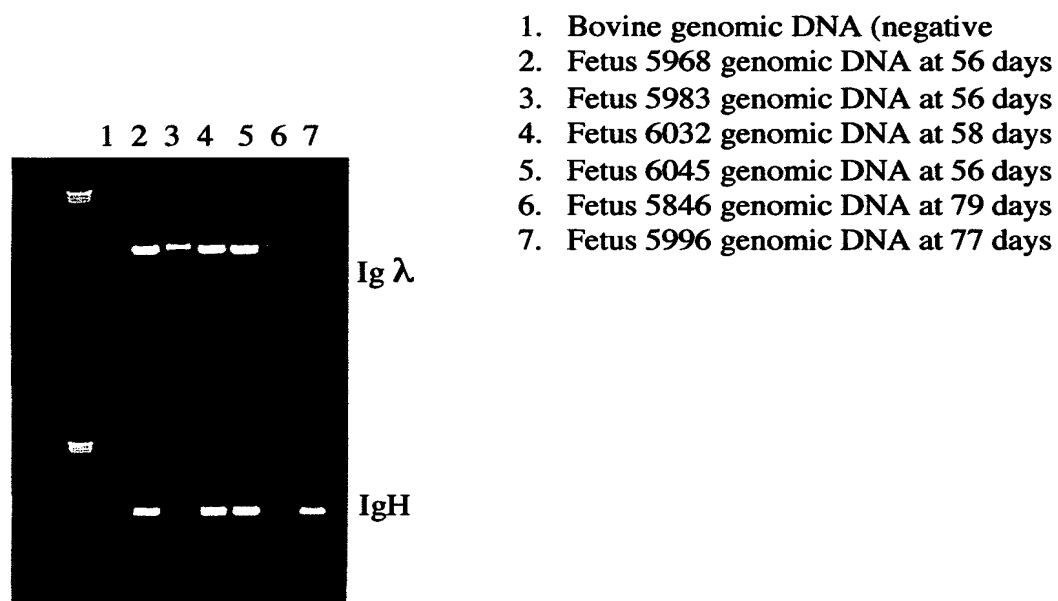 1. Bovine genomic DNA (negative
2. Fetus 5968 genomic DNA at 56 days
3. Fetus 5983 genomic DNA at 56 days
4. Fetus 6032 genomic DNA at 58 days
5. Fetus 6045 genomic DNA at 56 days
6. Fetus 5846 genomic DNA at 79 days
7. Fetus 5996 genomic DNA at 77 days
1 2 3 4 5 6 7
Ig λ
IgH